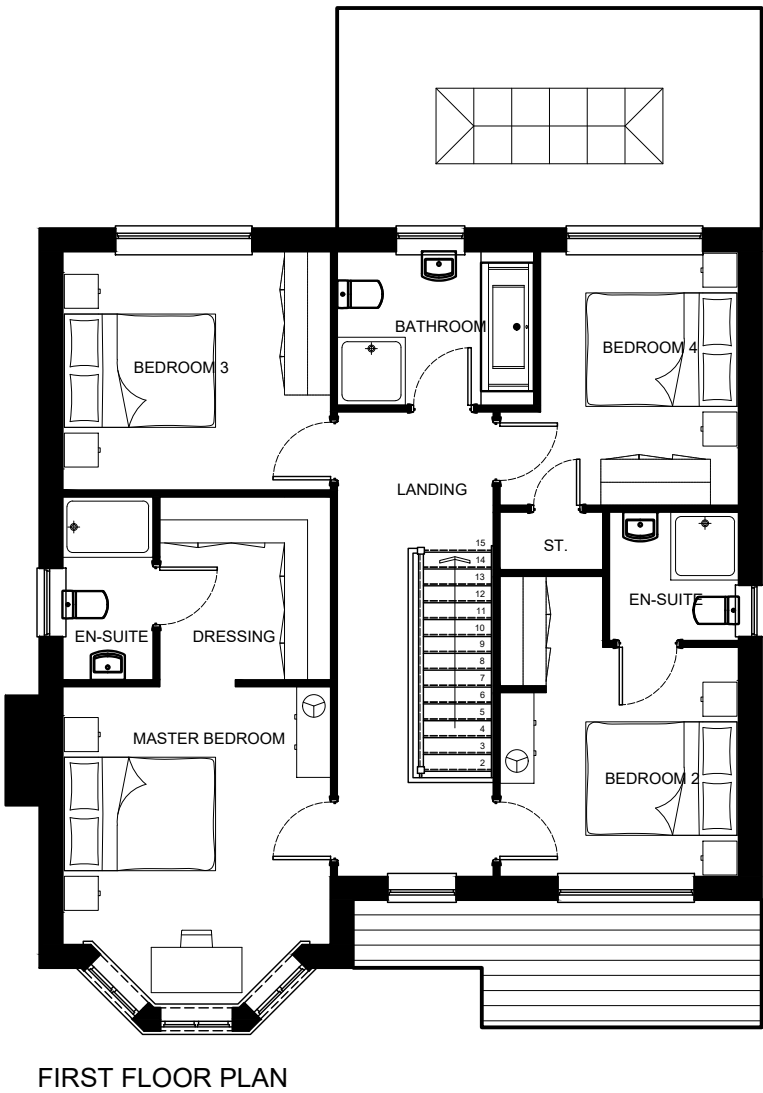 BATHROOM
BEDROOM 3
BEDROOM 4
LANDING
ST.
EN-SUITE
EN-SUITE
DRESSING
MASTER BEDROOM
BEDROOM 2
15
14
13
12
11
10
9
8
7
6
5
4
3
2
FIRST FLOOR PLAN